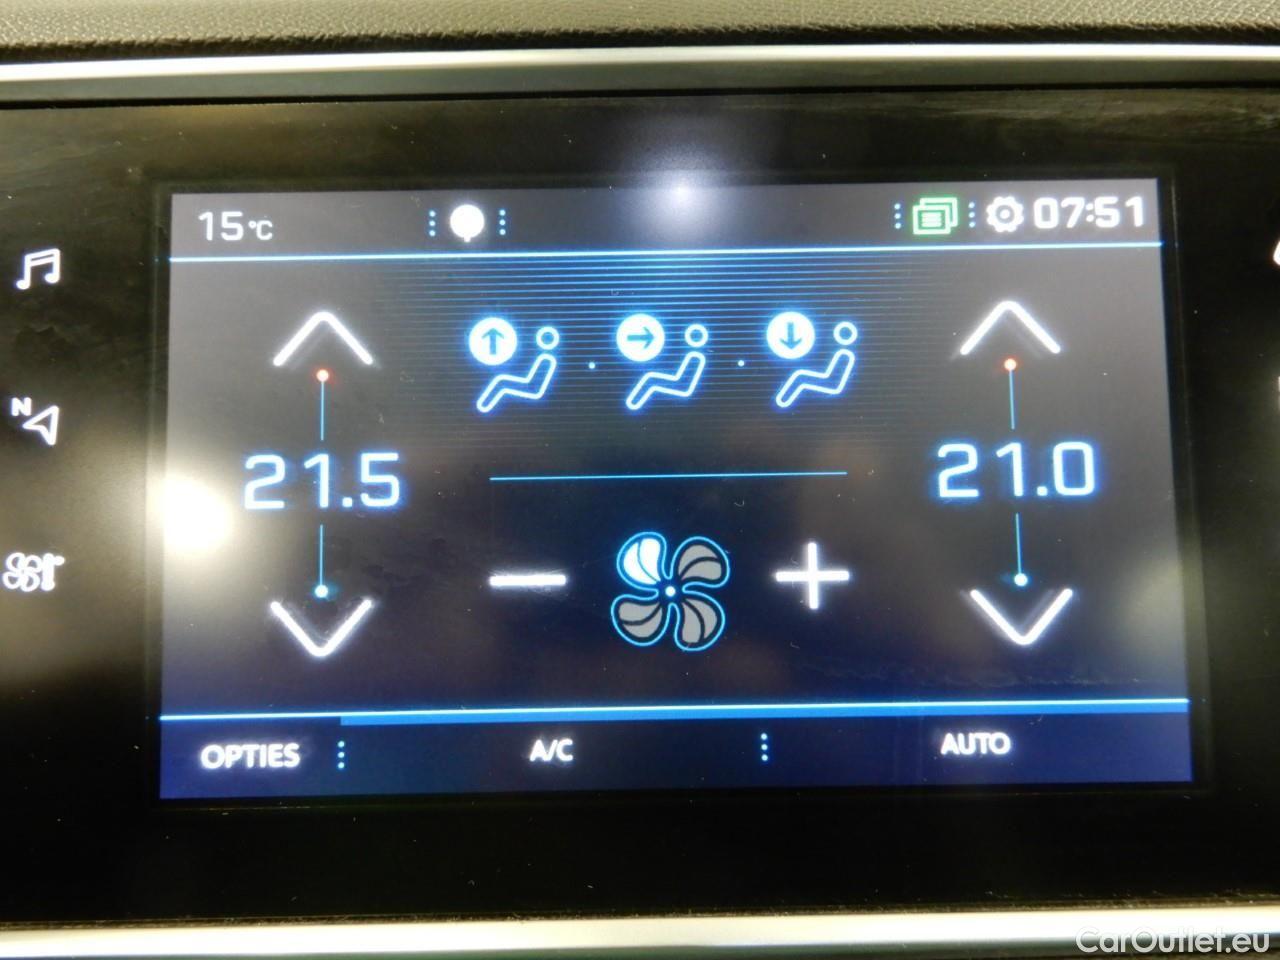 15°C 07:51
N
21.5 21.0
OPTIES A/C AUTO
CarOutlet.eu